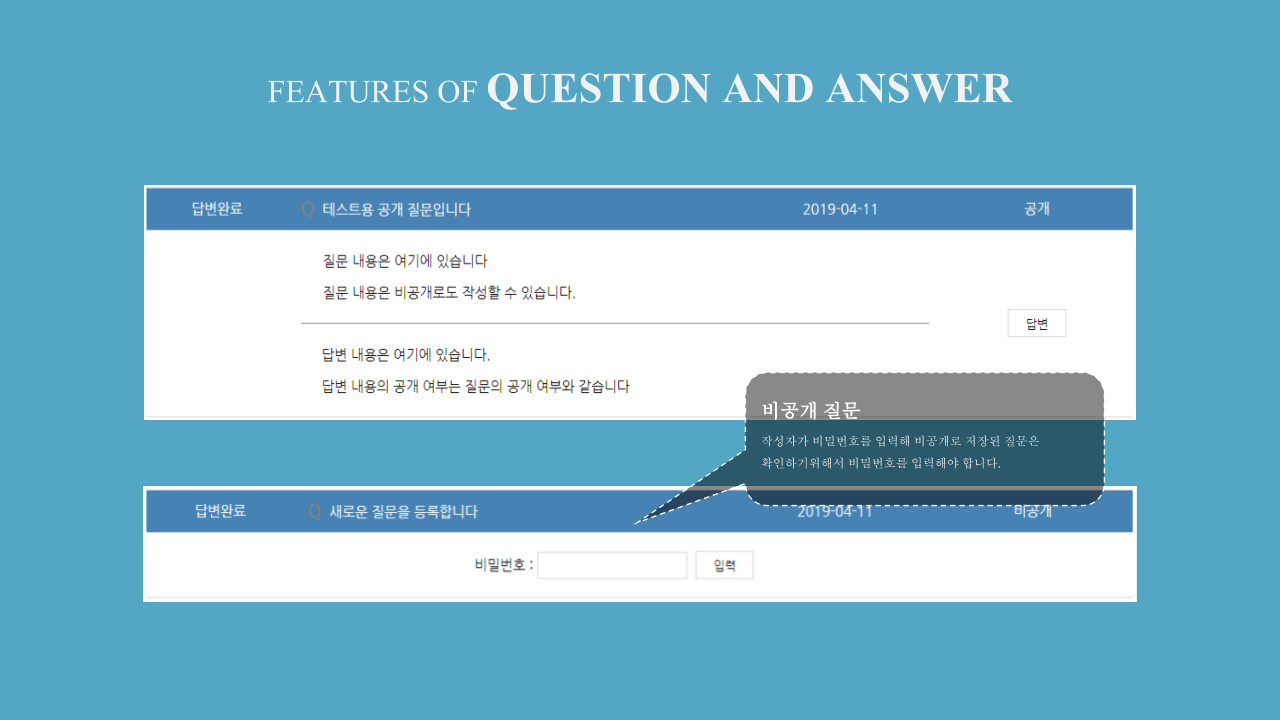 FEATURES OF QUESTION AND ANSWER
답변완료 Q 테스트용 공개 질문입니다 2019-04-11 공개
질문 내용은 여기에 있습니다
질문 내용은 비공개로도 작성할 수 있습니다.
답변
답변 내용은 여기에 있습니다.
답변 내용의 공개 여부는 질문의 공개 여부와 같습니다
비공개 질문
작성자가 비밀번호를 입력해 비공개로 저장된 질문은
확인하기위해서 비밀번호를 입력해야 합니다.
답변완료 Q 새로운 질문을 등록합니다 2019-04-11 비공개
비밀번호 : 입력